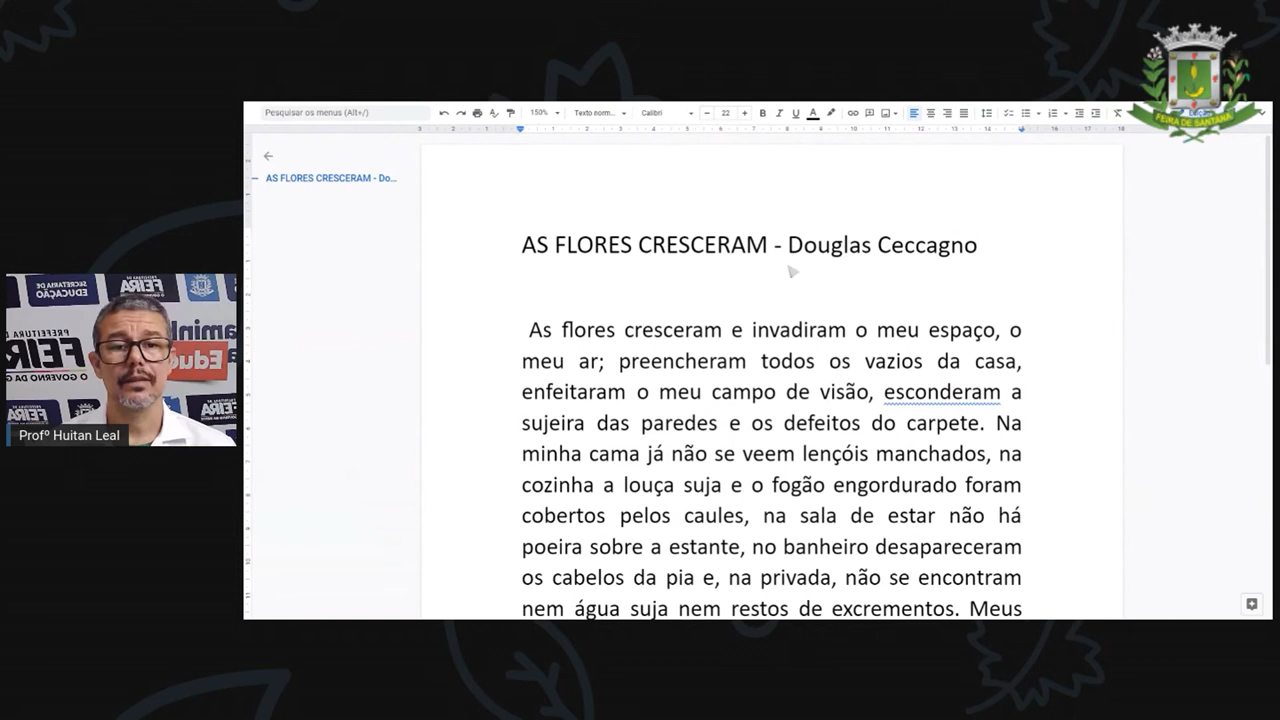 Pesquisar os menus (Alt+/)
150%
Texto norm...
Calibri
22
FEIRA DE SANTANA
AS FLORES CRESCERAM - Do...
AS FLORES CRESCERAM - Douglas Ceccagno
As flores cresceram e invadiram o meu espaço, o
meu ar; preencheram todos os vazios da casa,
enfeitaram o meu campo de visão, esconderam a
sujeira das paredes e os defeitos do carpete. Na
minha cama já não se veem lençóis manchados, na
cozinha a louça suja e o fogão engordurado foram
cobertos pelos caules, na sala de estar não há
poeira sobre a estante, no banheiro desapareceram
os cabelos da pia e, na privada, não se encontram
nem água suja nem restos de excrementos. Meus
SECRETARIA DE
EDUCAÇÃO
PREFEITURA D
FEIR
O GOVERNO DA
Profº Huitan Leal